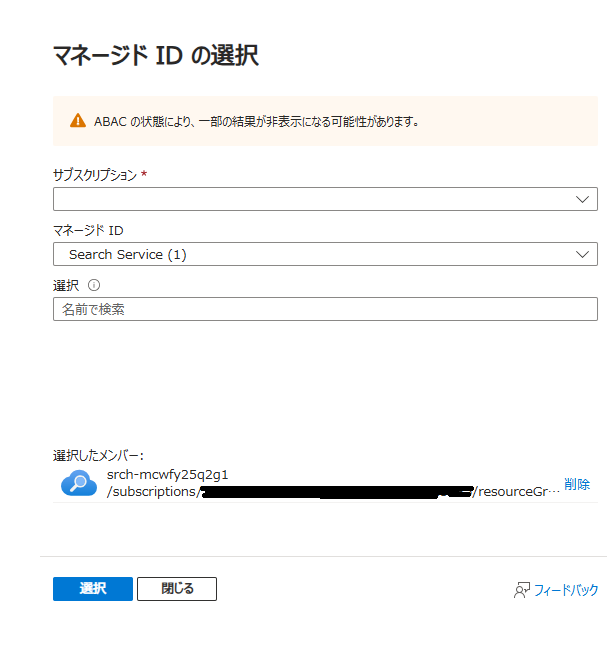 マネージド ID の選択
ABAC の状態により、一部の結果が非表示になる可能性があります。
サブスクリプション *
マネージド ID
Search Service (1)
選択
名前で検索
選択したメンバー:
srch-mcwfy25q2g1
/subscriptions/ /resourceGr… 削除
選択 閉じる フィードバック